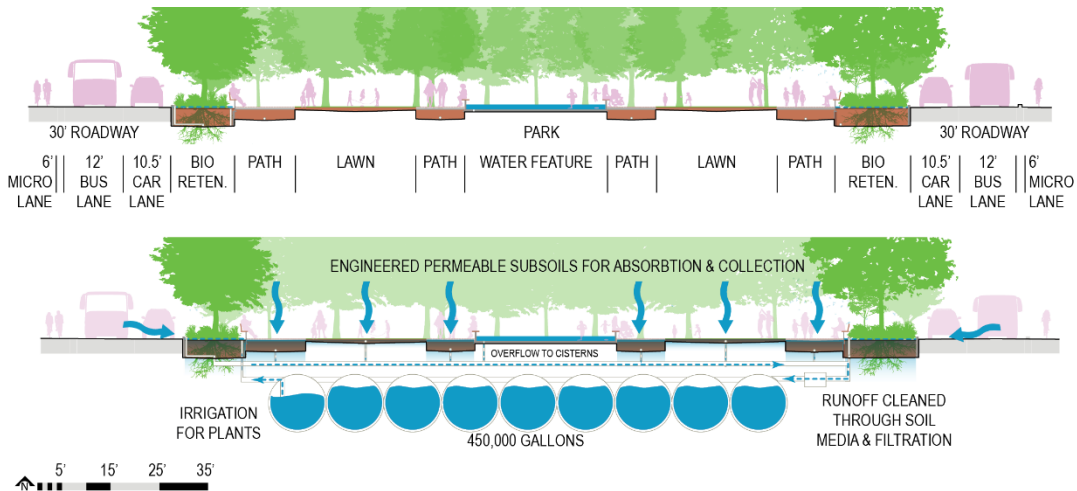 30' ROADWAY
PARK
30' ROADWAY
6'
MICRO
LANE
12'
BUS
LANE
10.5'
CAR
LANE
BIO
RETEN.
PATH
LAWN
PATH
WATER FEATURE
PATH
LAWN
PATH
BIO
RETEN.
10.5'
CAR
LANE
12'
BUS
LANE
6'
MICRO
LANE
ENGINEERED PERMEABLE SUBSOILS FOR ABSORBTION & COLLECTION
OVERFLOW TO CISTERNS
IRRIGATION
FOR PLANTS
450,000 GALLONS
RUNOFF CLEANED
THROUGH SOIL
MEDIA & FILTRATION
N
5' 15' 25' 35'